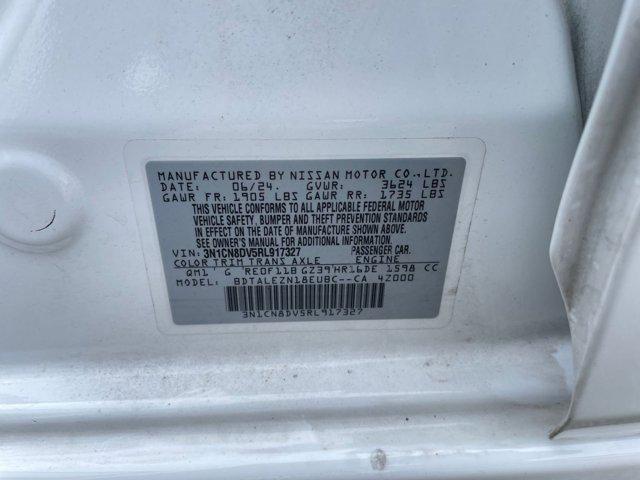 MANUFACTURED BY NISSAN MOTOR CO.,LTD.
DATE: 06/24. GVWR: 3624 LBS
GAWR FR: 1905 LBS GAWR RR: 1735 LBS
THIS VEHICLE CONFORMS TO ALL APPLICABLE FEDERAL MOTOR
VEHICLE SAFETY, BUMPER AND THEFT PREVENTION STANDARDS
IN EFFECT ON THE DATE OF MANUFACTURE SHOWN ABOVE.
SEE OWNER'S MANUAL FOR ADDITIONAL INFORMATION
VIN: 3N1CN8DV5RL917327 PASSENGER CAR.
COLOR TRIM TRANS AXLE ENGINE
QM1, G RE0F11B GZ39 HR16DE 1598 CC
MODEL: BDTALEZN18EUBC--CA 4Z000
3N1CN8DV5RL917327